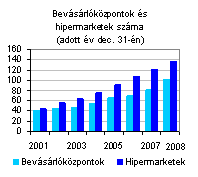 Bevásárlóközpontok és
hipermarketek száma
(adott év dec. 31-én)
160
140
120
100
80
60
40
20
0
2001 2003 2005 2007 2008
Bevásárlóközpontok Hipermarketek